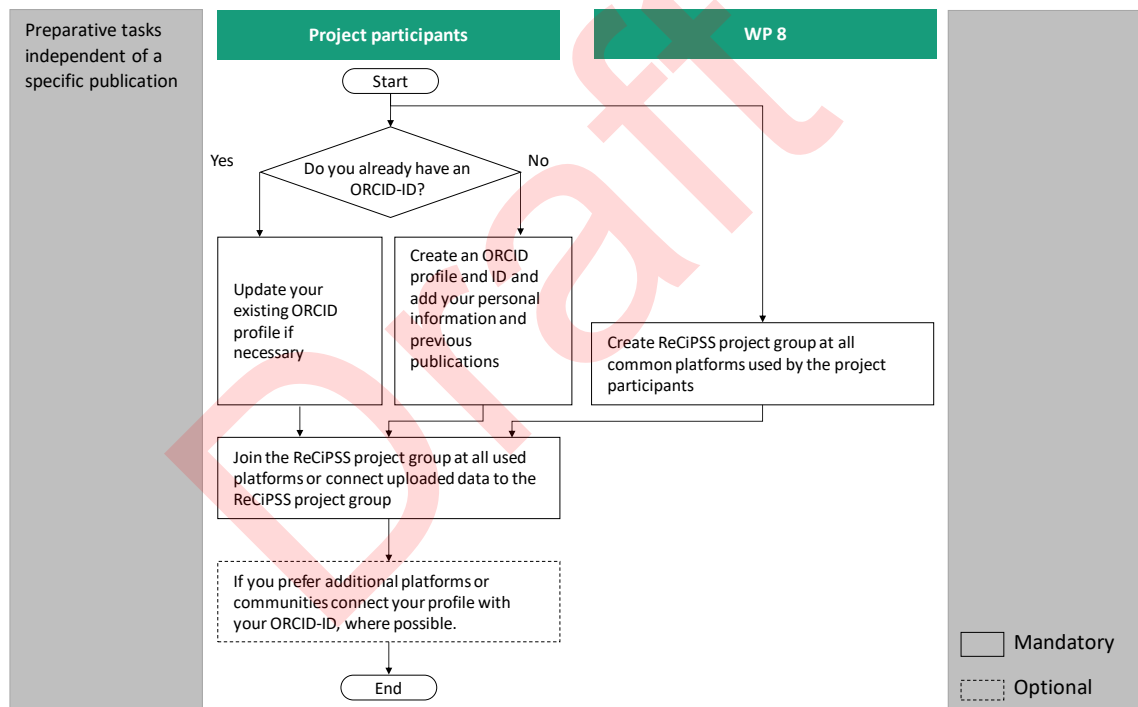 Preparative tasks
independent of a
specific publication
Project participants
WP 8
Start
Do you already have an
ORCID-ID?
Yes
No
Update your
existing ORCID
profile if
necessary
Create an ORCID
profile and ID and
add your personal
information and
previous
publications
Create ReCiPSS project group at all
common platforms used by the project
participants
Join the ReCiPSS project group at all used
platforms or connect uploaded data to the
ReCiPSS project group
If you prefer additional platforms or
communities connect your profile with
your ORCID-ID, where possible.
End
Mandatory
Optional
Draft